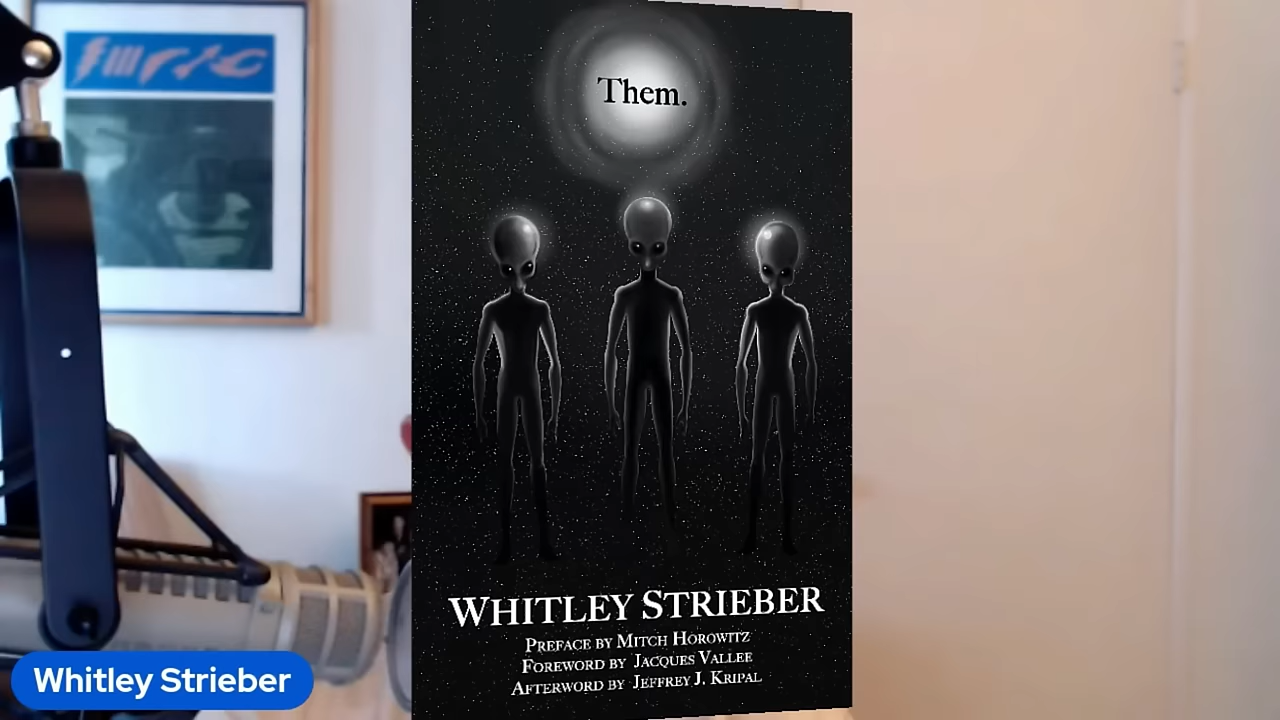 Them.
WHITLEY STRIEBER
PREFACE BY MITCH HOROWITZ
FOREWORD BY JACQUES VALLEE
AFTERWORD BY JEFFREY J. KRIPAL
Whitley Strieber